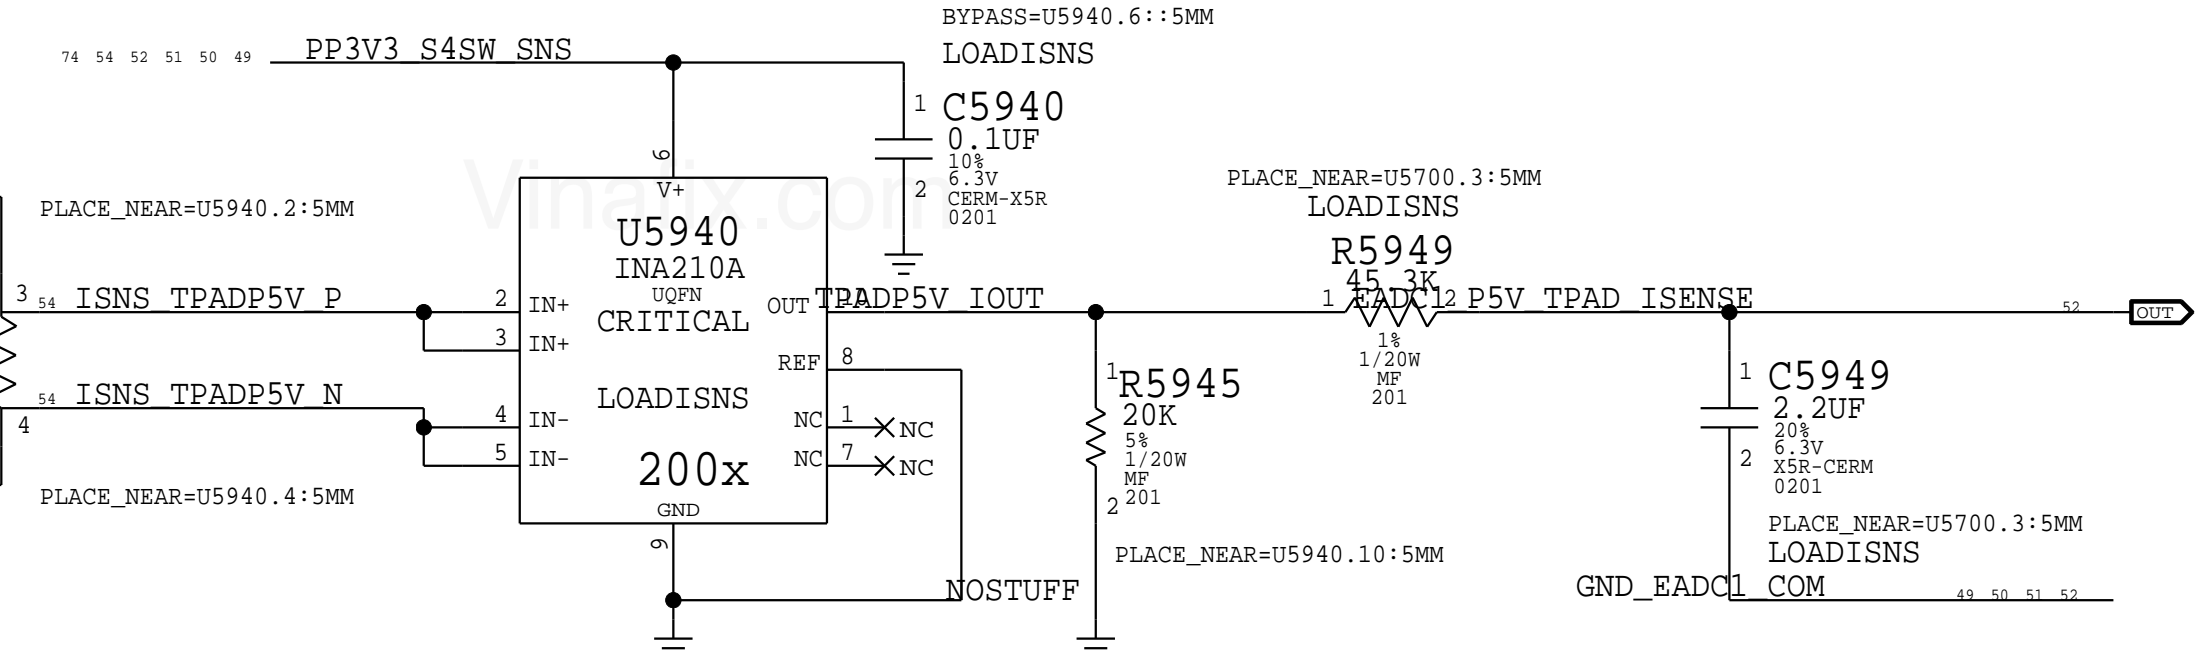 BYPASS=U5940.6::5MM
LOADISNS
74 54 52 51 50 49
PP3V3_S4SW_SNS
1
C5940
0.1UF
10%
6.3V
CERM-X5R
0201
2
6
V+
Vinafix.com
PLACE_NEAR=U5940.2:5MM
U5940
INA210A
UQFN
CRITICAL
LOADISNS
200x
GND
9
3
54
ISNS_TPADP5V_P
2
IN+
3
IN+
54
ISNS_TPADP5V_N
4
4
IN-
5
IN-
PLACE_NEAR=U5940.4:5MM
OUT
10
TPADP5V_IOUT
REF
8
NC
1
NC
NC
7
NC
NOSTUFF
PLACE_NEAR=U5700.3:5MM
LOADISNS
R5949
45.3K
1
2
EADC1_P5V_TPAD_ISENSE
1%
1/20W
MF
201
52
OUT
1
R5945
20K
5%
1/20W
MF
201
2
PLACE_NEAR=U5940.10:5MM
1
C5949
2.2UF
20%
6.3V
X5R-CERM
0201
2
PLACE_NEAR=U5700.3:5MM
LOADISNS
GND_EADC1_COM
49 50 51 52